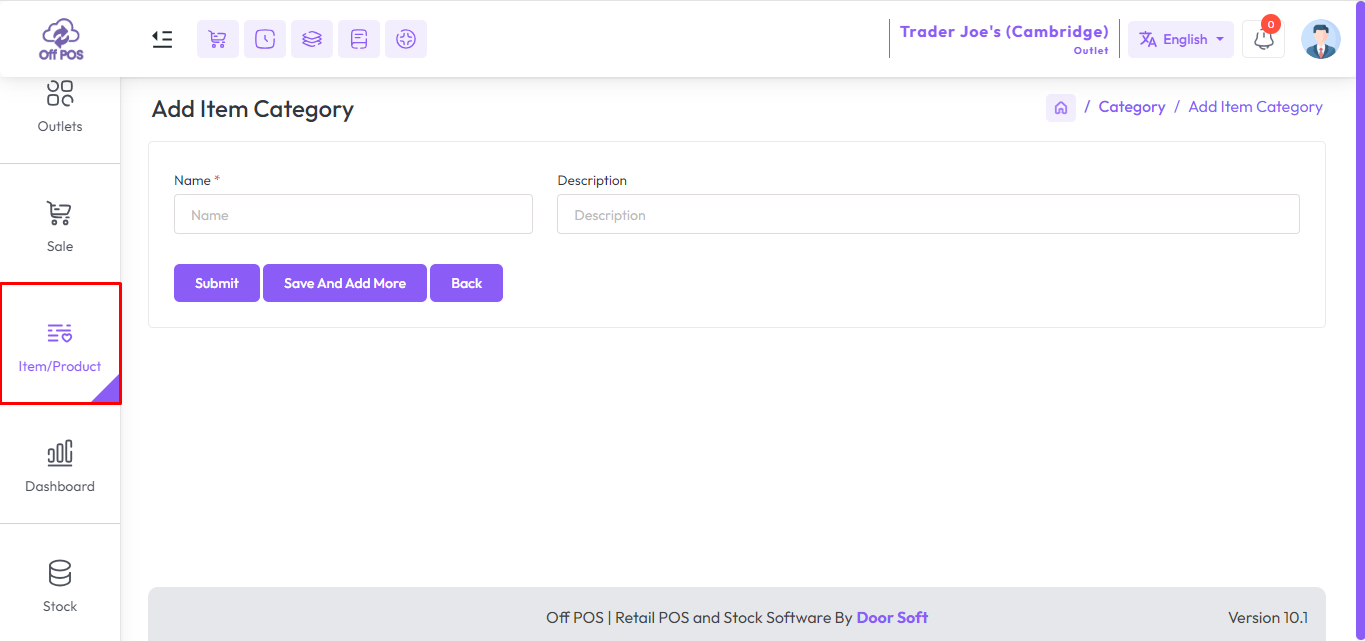 Off POS
Trader Joe's (Cambridge)
Outlet
English
0
Outlets
Sale
Item/Product
Dashboard
Stock
Add Item Category
/ Category / Add Item Category
Name *
Description
Name
Description
Submit
Save And Add More
Back
Off POS | Retail POS and Stock Software By Door Soft
Version 10.1